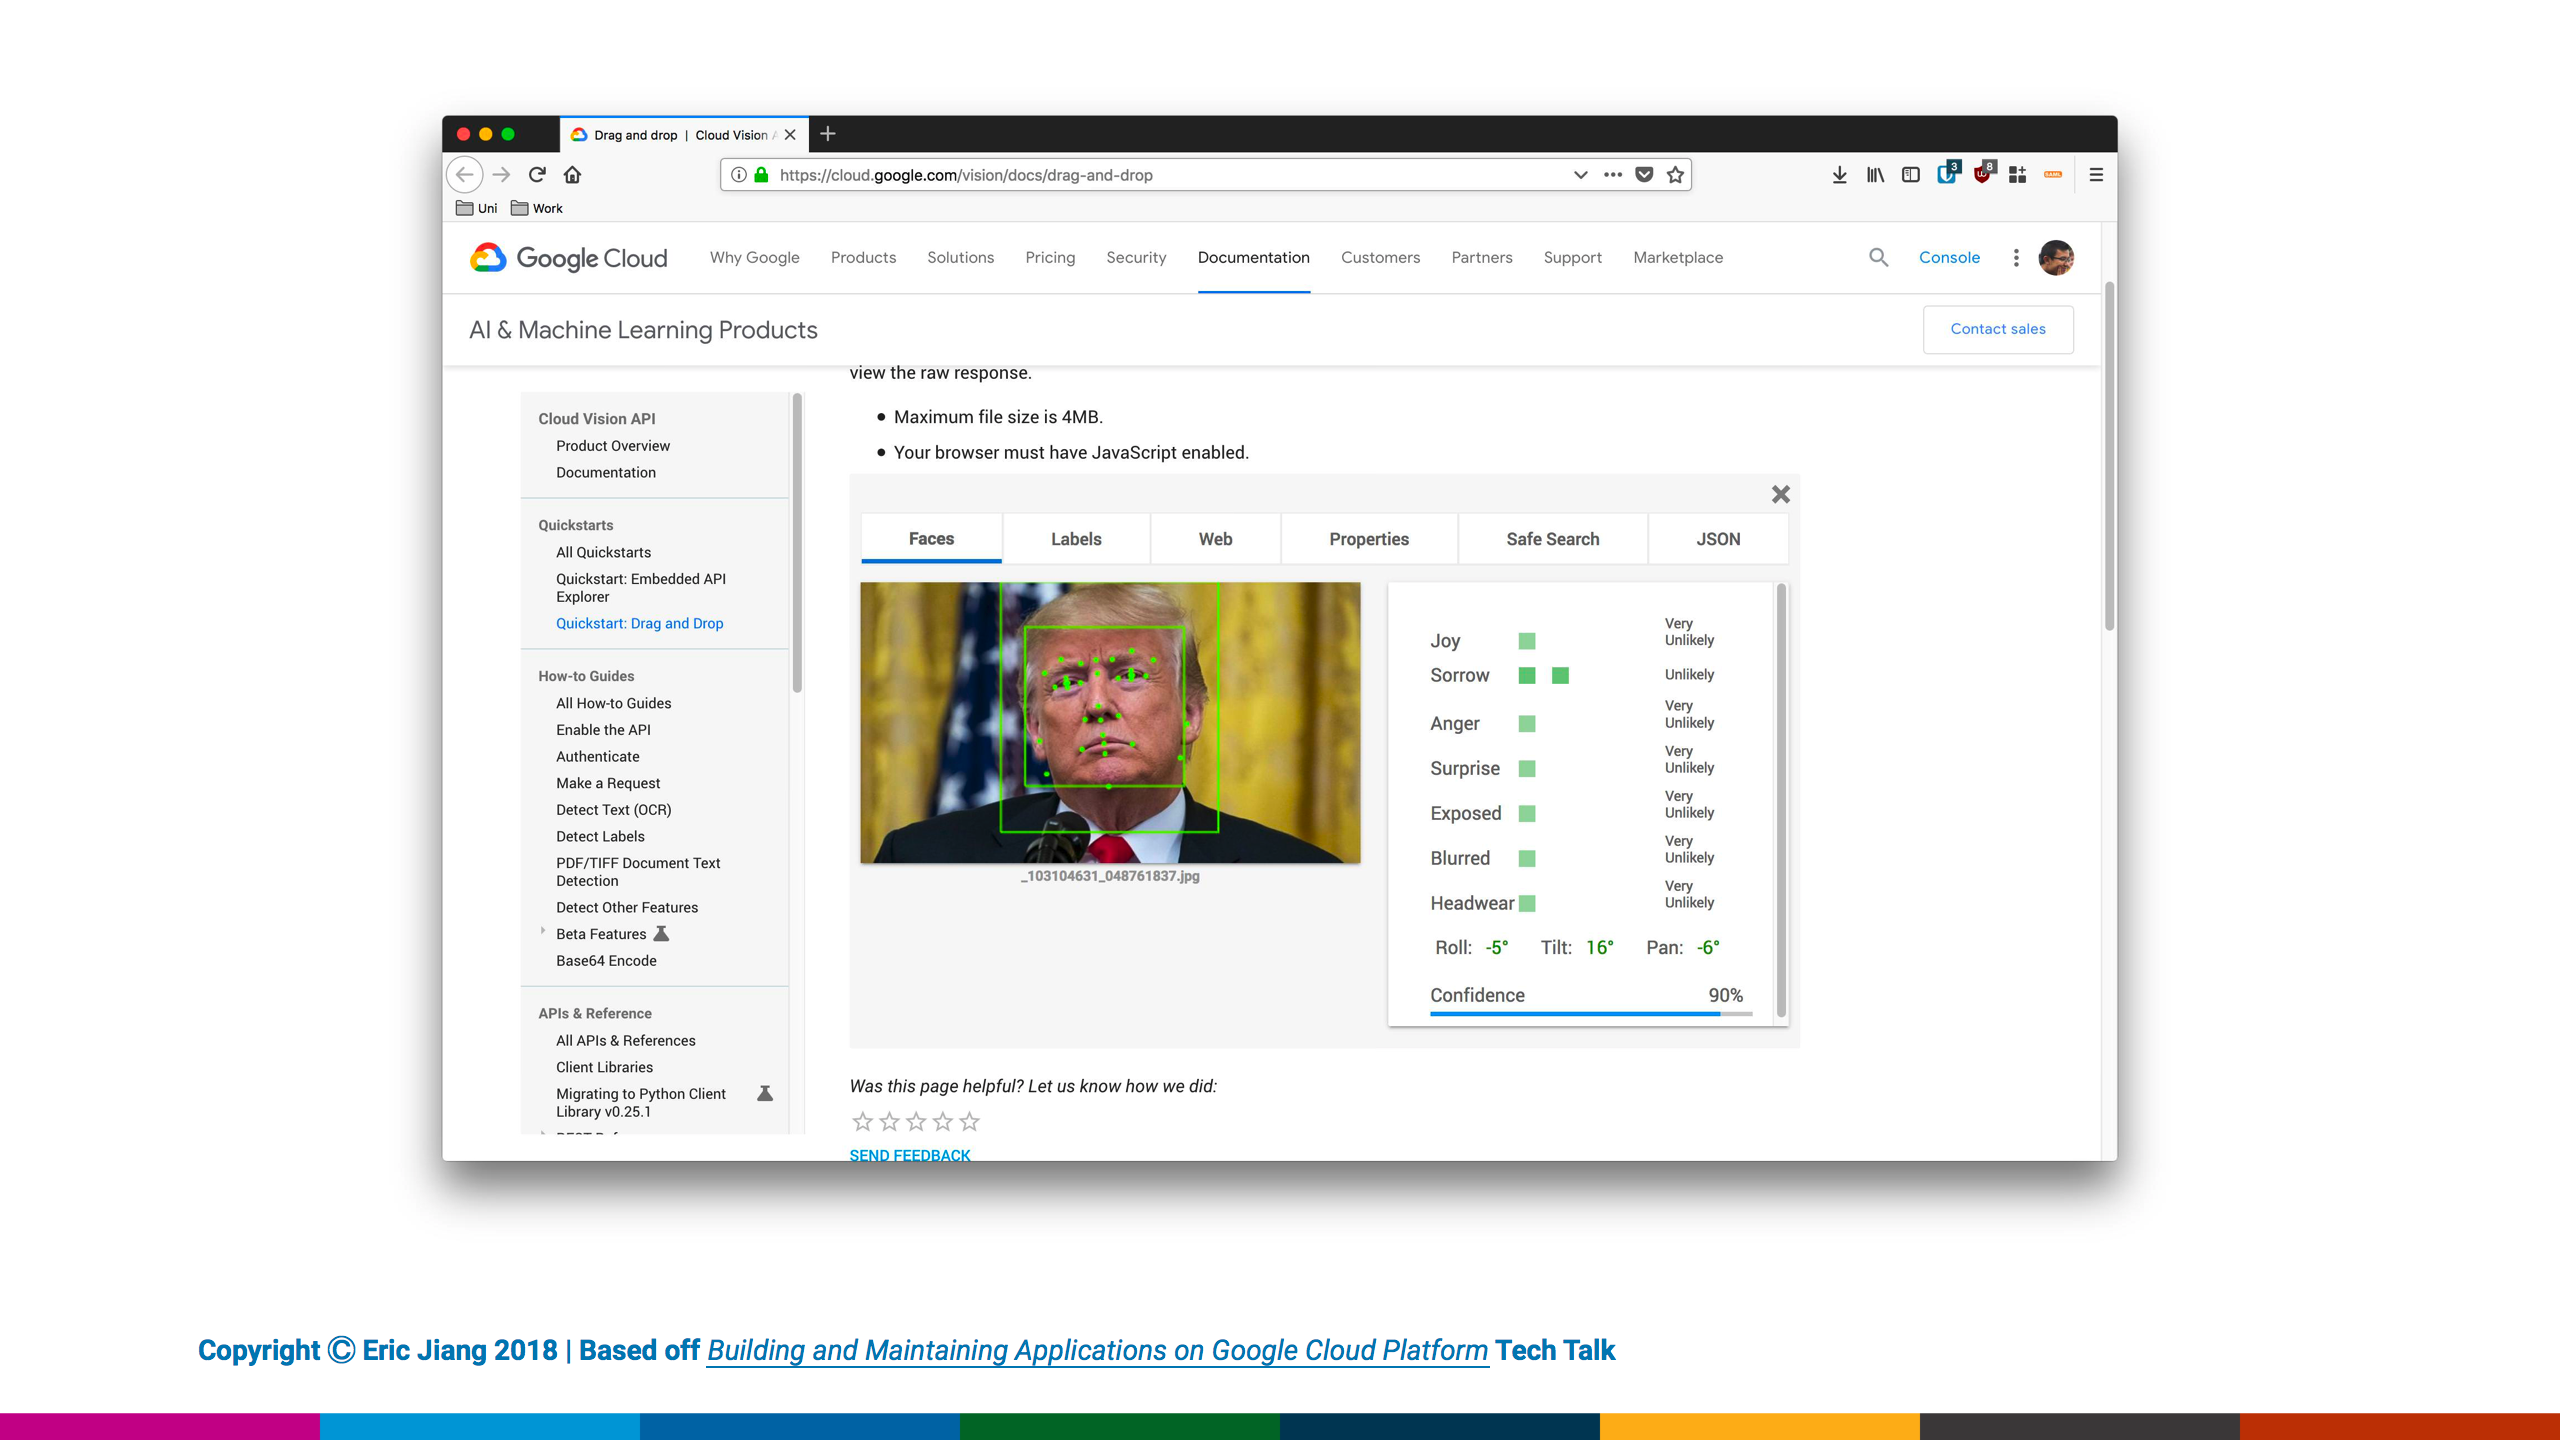 Drag and drop | Cloud Vision A
https://cloud.google.com/vision/docs/drag-and-drop
3
8
Uni Work
Google Cloud Why Google Products Solutions Pricing Security Documentation Customers Partners Support Marketplace Console
AI & Machine Learning Products
Contact sales
view the raw response.
Maximum file size is 4MB.
Your browser must have JavaScript enabled.
Cloud Vision API
Product Overview
Documentation
Quickstarts
All Quickstarts
Quickstart: Embedded API
Explorer
Quickstart: Drag and Drop
How-to Guides
All How-to Guides
Enable the API
Authenticate
Make a Request
Detect Text (OCR)
Detect Labels
PDF/TIFF Document Text
Detection
Detect Other Features
Beta Features
Base64 Encode
APIs & Reference
All APIs & References
Client Libraries
Migrating to Python Client
Library v0.25.1
Faces Labels Web Properties Safe Search JSON
_103104631_048761837.jpg
Joy Very
Unlikely
Sorrow Unlikely
Anger Very
Unlikely
Surprise Very
Unlikely
Exposed Very
Unlikely
Blurred Very
Unlikely
Headwear Very
Unlikely
Roll: -5° Tilt: 16° Pan: -6°
Confidence 90%
Was this page helpful? Let us know how we did:
SEND FEEDBACK
Copyright © Eric Jiang 2018 | Based off Building and Maintaining Applications on Google Cloud Platform Tech Talk